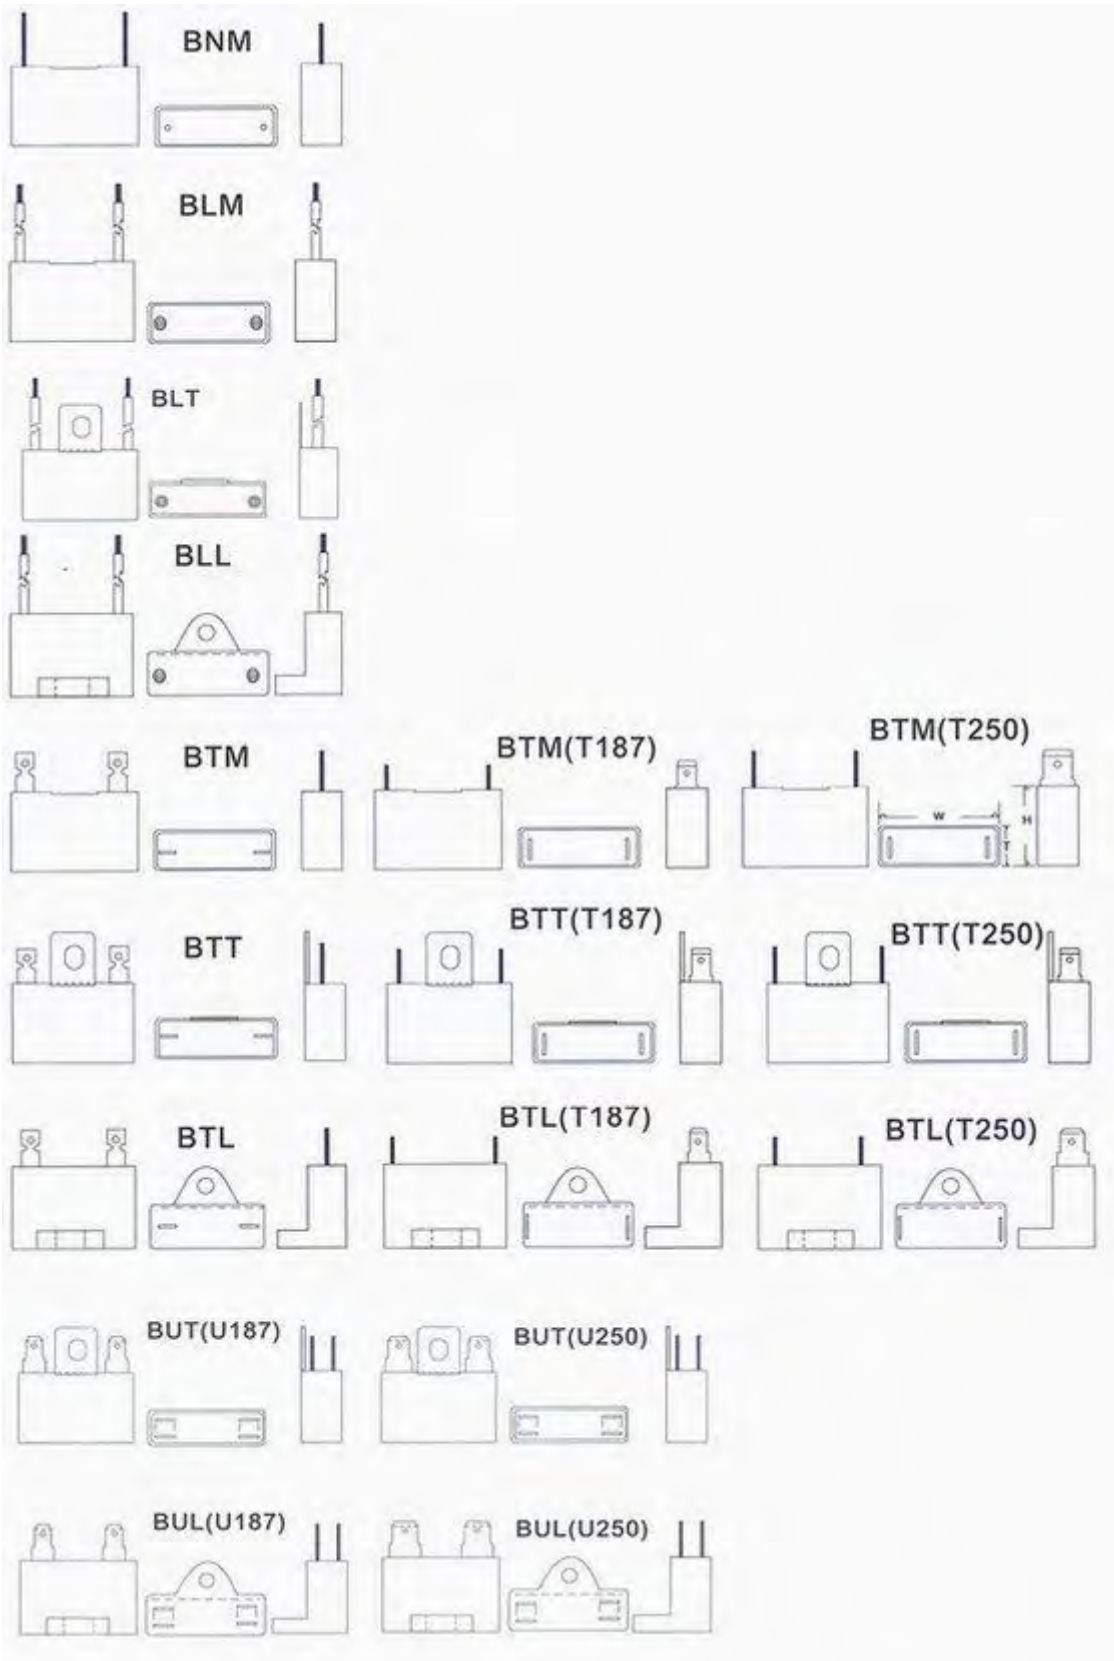 BNM
BLM
BLT
BLL
BTM
BTM(T187)
BTM(T250)
W
H
T
BTT
BTT(T187)
BTT(T250)
BTL
BTL(T187)
BTL(T250)
BUT(U187)
BUT(U250)
BUL(U187)
BUL(U250)